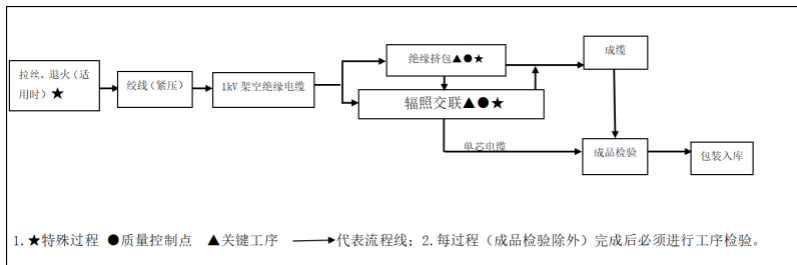 拉丝、退火（适
用时）★
绞线（紧压）
1kV 架空绝缘电缆
绝缘挤包▲●★
辐照交联▲●★
成缆
单芯电缆
成品检验
包装入库
1.★特殊过程 ●质量控制点 ▲关键工序 代表流程线；2.每过程（成品检验除外）完成后必须进行工序检验。